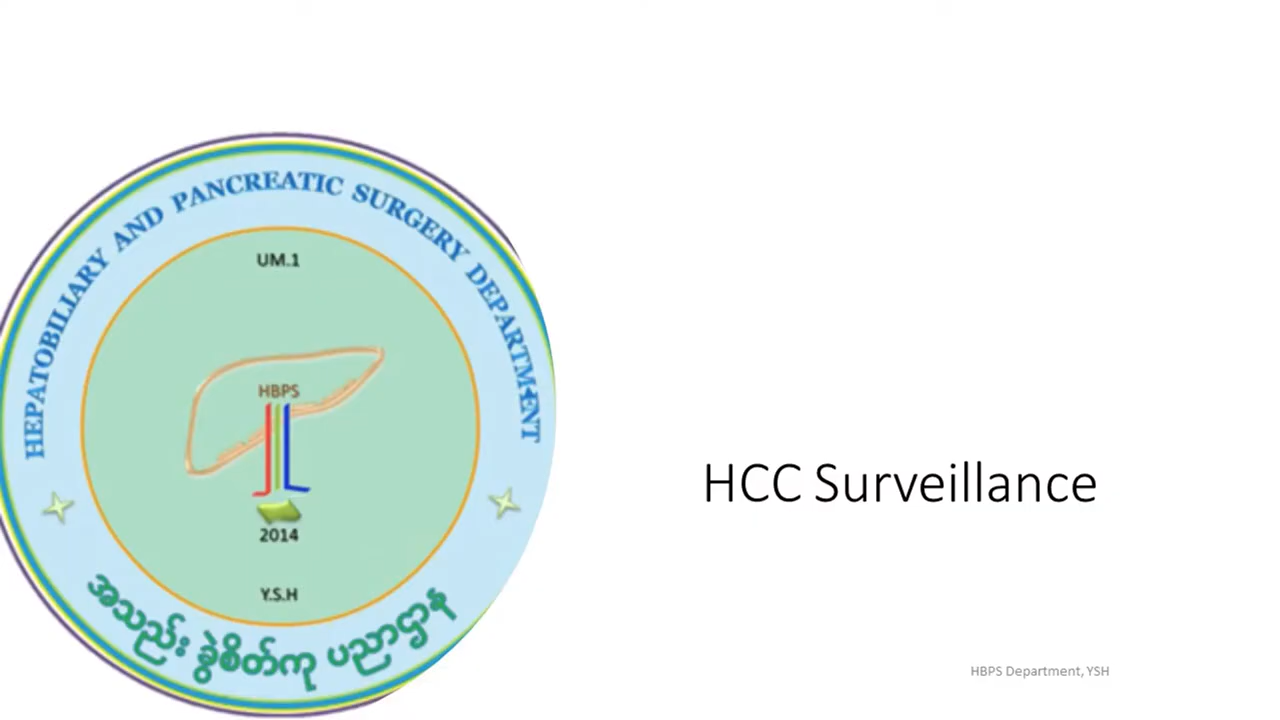 HEPATOBILIARY AND PANCREATIC SURGERY DEPARTMENT
UM.1
HBPS
2014
Y.S.H
အသည်း ခွဲစိတ်ကု ပညာဌာန
HCC Surveillance
HBPS Department, YSH